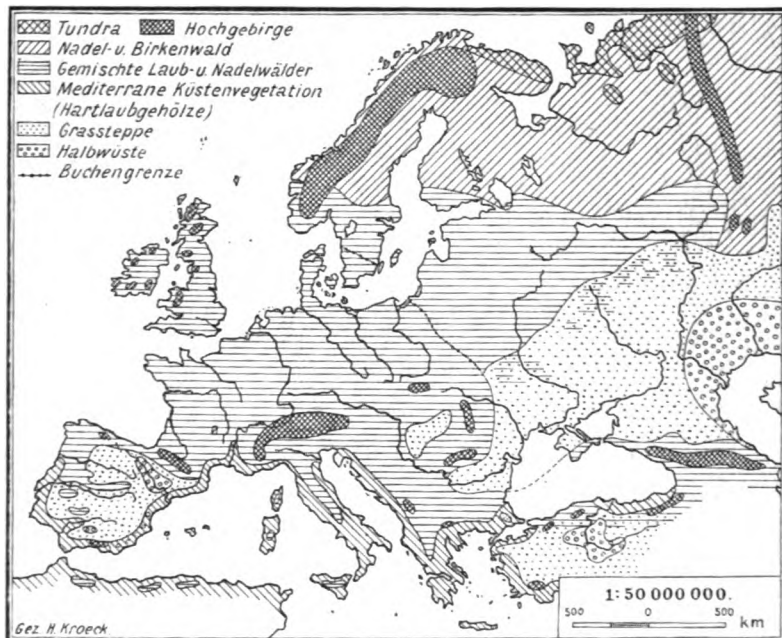 Tundra Hochgebirge
Nadel- u. Birkenwald
Gemischte Laub- u. Nadelwälder
Mediterrane Küstenvegetation
(Hartlaubgehölze)
Grassteppe
Halbwüste
Buchengrenze
Gez. H. Kroeck
1:50 000 000.
500 0 500
km